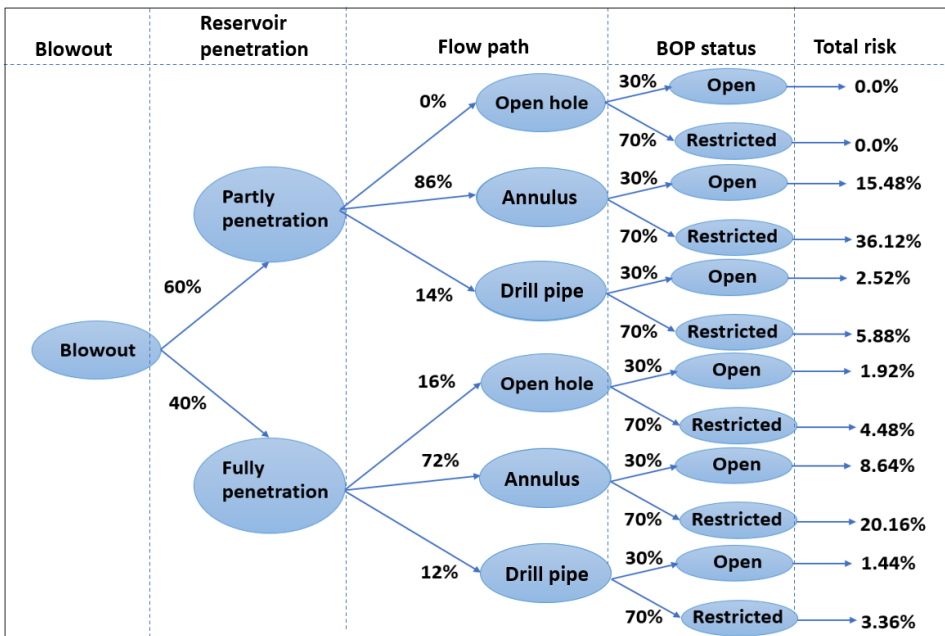 Blowout
Reservoir
penetration
Flow path
BOP status
Total risk
0%
Open hole
30%
Open
0.0%
70%
Restricted
0.0%
Partly
penetration
86%
Annulus
30%
Open
15.48%
70%
Restricted
36.12%
60%
14%
Drill pipe
30%
Open
2.52%
70%
Restricted
5.88%
Blowout
40%
16%
Open hole
30%
Open
1.92%
70%
Restricted
4.48%
Fully
penetration
72%
Annulus
30%
Open
8.64%
70%
Restricted
20.16%
12%
Drill pipe
30%
Open
1.44%
70%
Restricted
3.36%